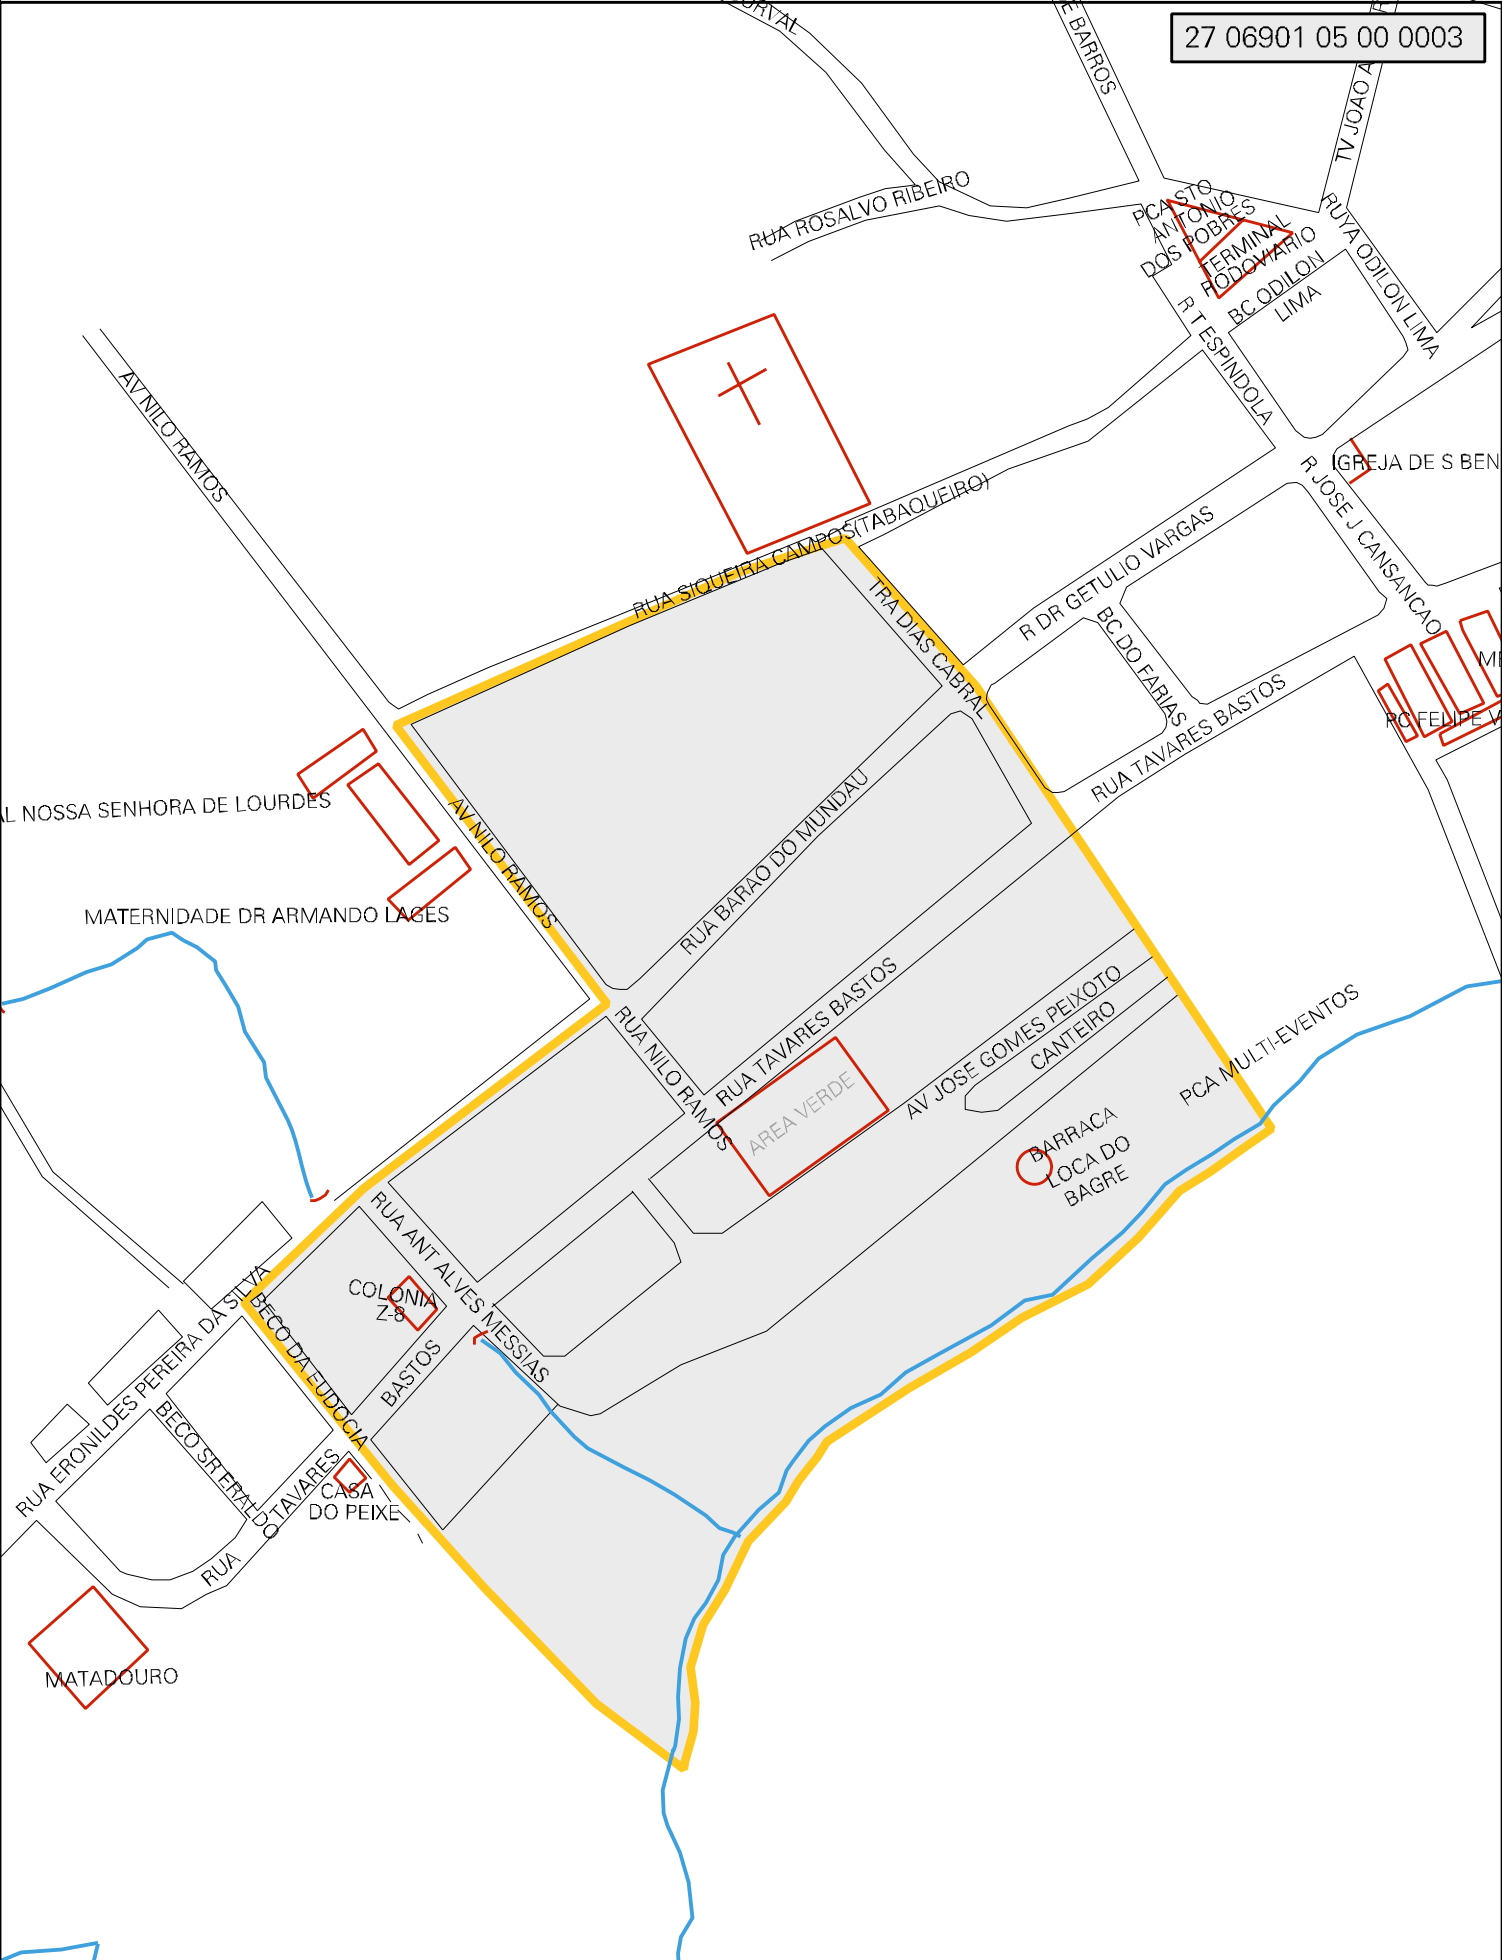 27 06901 05 00 0003
E BARROS
TV JOAO A
RUA ROSALVO RIBEIRO
PCA STO
ANTONIO
DOS POBRES
TERMINAL
RODOVIARIO
RUYA ODILON LIMA
BC ODILON
LIMA
R T ESPINDOLA
AV NILO RAMOS
IGREJA DE S BEN
R JOSE J CANSANCAO
RUA SIQUEIRA CAMPOS(TABAQUEIRO)
R DR GETULIO VARGAS
TRA DIAS CABRAL
BC DO FARIAS
RUA TAVARES BASTOS
PC FELIPE V
AL NOSSA SENHORA DE LOURDES
AV NILO RAMOS
RUA BARAO DO MUNDAU
MATERNIDADE DR ARMANDO LAGES
RUA TAVARES BASTOS
RUA NILO RAMOS
AREA VERDE
AV JOSE GOMES PEIXOTO
CANTEIRO
PCA MULTI-EVENTOS
BARRACA
LOCA DO
BAGRE
RUA ANT ALVES MESSIAS
COLONIA
Z-8
BASTOS
RUA ERONILDES PEREIRA DA SILVA
BECO DA EUDOCIA
BECO SR ERALDO
TAVARES
RUA
CASA
DO PEIXE
MATADOURO